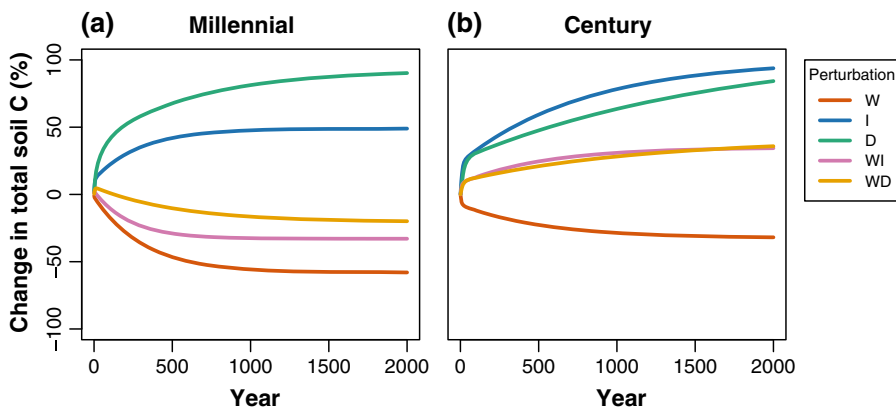 (a) Millennial
(b) Century
Change in total soil C (%)
100
50
0
−50
−100
0 500 1000 1500 2000
0 500 1000 1500 2000
Year
Year
Perturbation
W
I
D
WI
WD